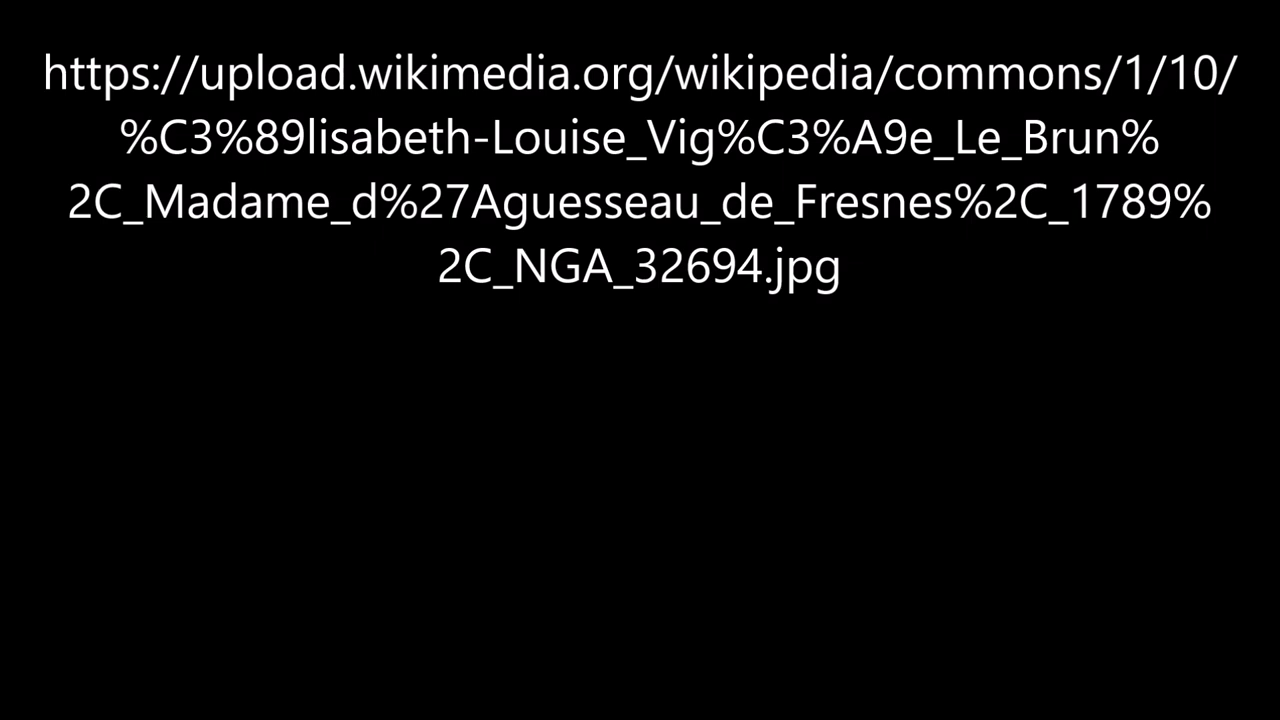 https://upload.wikimedia.org/wikipedia/commons/1/10/
%C3%89lisabeth-Louise_Vig%C3%A9e_Le_Brun%
2C_Madame_d%27Aguesseau_de_Fresnes%2C_1789%
2C_NGA_32694.jpg